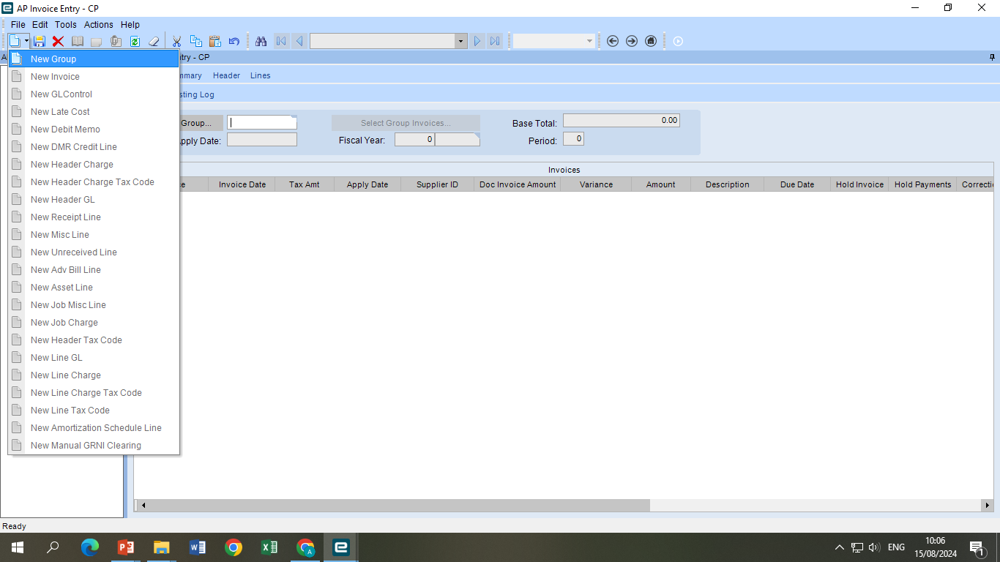 AP Invoice Entry - CP
File Edit Tools Actions Help
try - CP
mmary Header Lines
sting Log
Group... Select Group Invoices... Base Total: 0.00
pply Date: Fiscal Year: 0 Period: 0
Invoices
ce Invoice Date Tax Amt Apply Date Supplier ID Doc Invoice Amount Variance Amount Description Due Date Hold Invoice Hold Payments Correctio
New Group
New Invoice
New GLControl
New Late Cost
New Debit Memo
New DMR Credit Line
New Header Charge
New Header Charge Tax Code
New Header GL
New Receipt Line
New Misc Line
New Unreceived Line
New Adv Bill Line
New Asset Line
New Job Misc Line
New Job Charge
New Header Tax Code
New Line GL
New Line Charge
New Line Charge Tax Code
New Line Tax Code
New Amortization Schedule Line
New Manual GRNI Clearing
Ready
ENG 10:06
15/08/2024
1